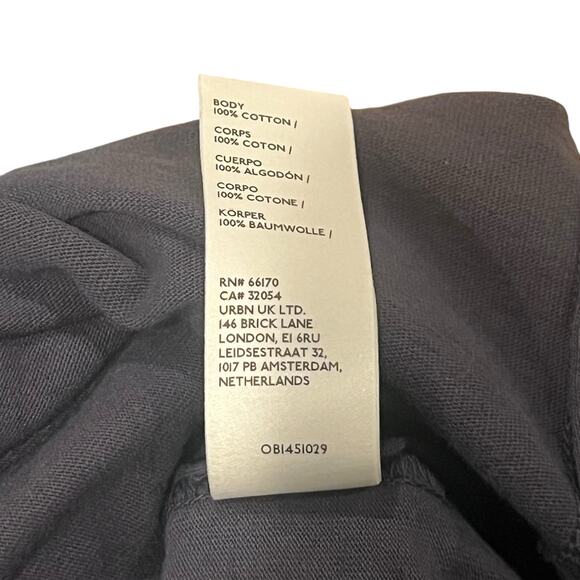 BODY
100% COTTON /
CORPS
100% COTON /
CUERPO
100% ALGODÓN /
CORPO
100% COTONE /
KÖRPER
100% BAUMWOLLE /
RN# 66170
CA# 32054
URBN UK LTD.
146 BRICK LANE
LONDON, E1 6RU
LEIDSESTRAAT 32,
1017 PB AMSTERDAM,
NETHERLANDS
OB1451029